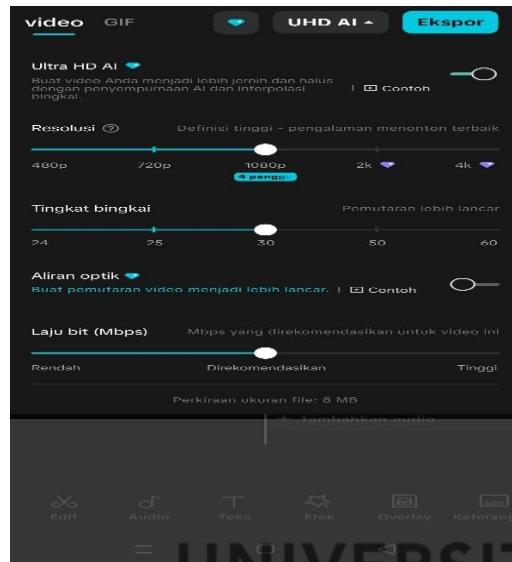 video GIF UHD AI Ekspor
Ultra HD AI
Buat video Anda menjadi lebih jernih dan halus
dengan penyempurnaan AI dan interpolasi
bingkai.
Contoh
Resolusi Definisi tinggi - pengalaman menonton terbaik
480p 720p 1080p 2k 4k
4 pengg
Tingkat bingkai Pemutaran lebih lancar
24 25 30 50 60
Aliran optik
Buat pemutaran video menjadi lebih lancar. Contoh
Laju bit (Mbps) Mbps yang direkomendasikan untuk video ini
Rendah Direkomendasikan Tinggi
Perkiraan ukuran file: 8 MB
+ Tambahkan audio
Edit Audio Teks Efek Overlay Keterang
UNIVERSIT